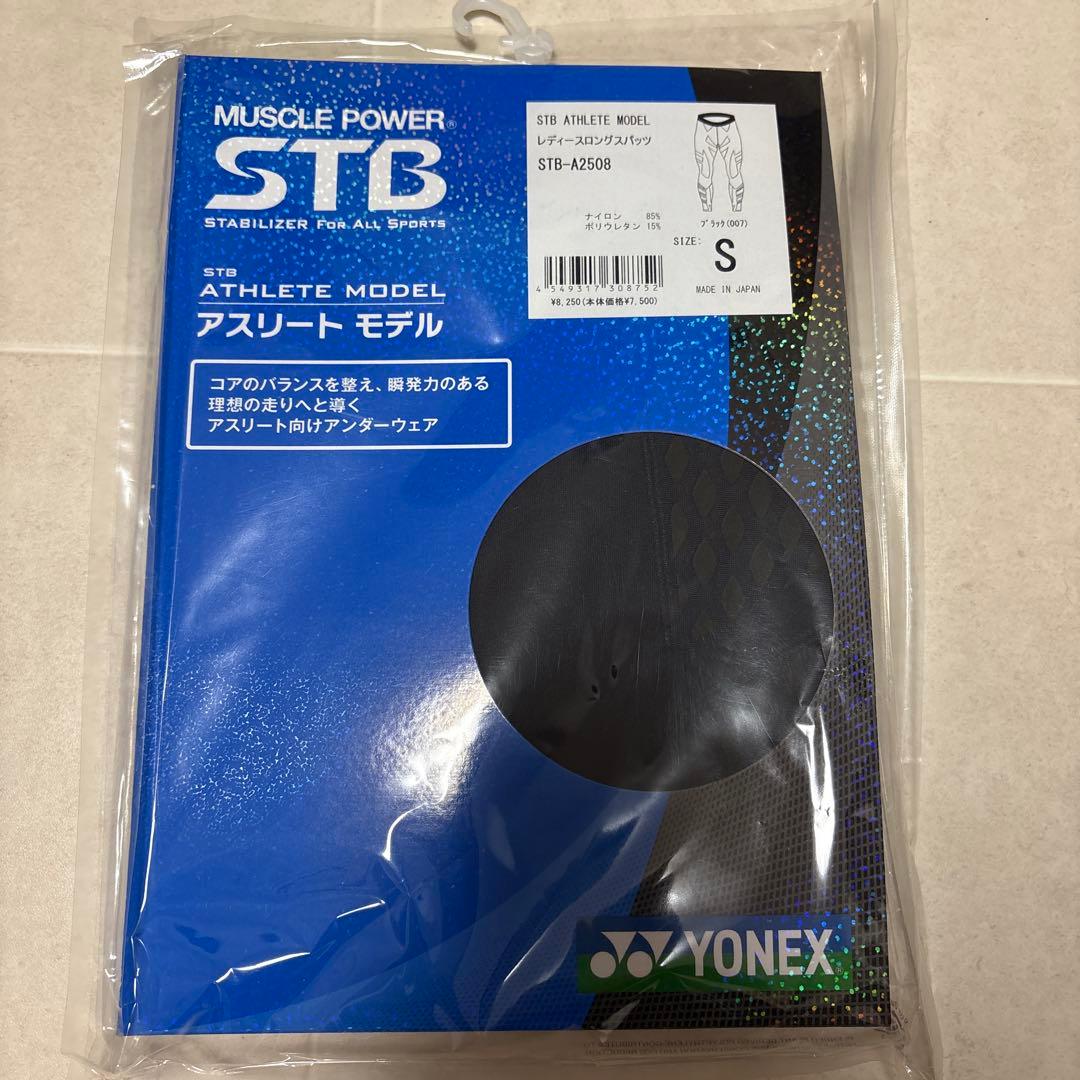 MUSCLE POWER®
STB
STABILIZER FOR ALL SPORTS
STB
ATHLETE MODEL
アスリート モデル
コアのバランスを整え、瞬発力のある
理想の走りへと導く
アスリート向けアンダーウェア
STB ATHLETE MODEL
レディースロングスパッツ
STB-A2508
ナイロン 85%
ポリウレタン 15%
ブラック(007)
SIZE: S
4 549317 308752
¥8,250(本体価格¥7,500)
MADE IN JAPAN
YONEX®